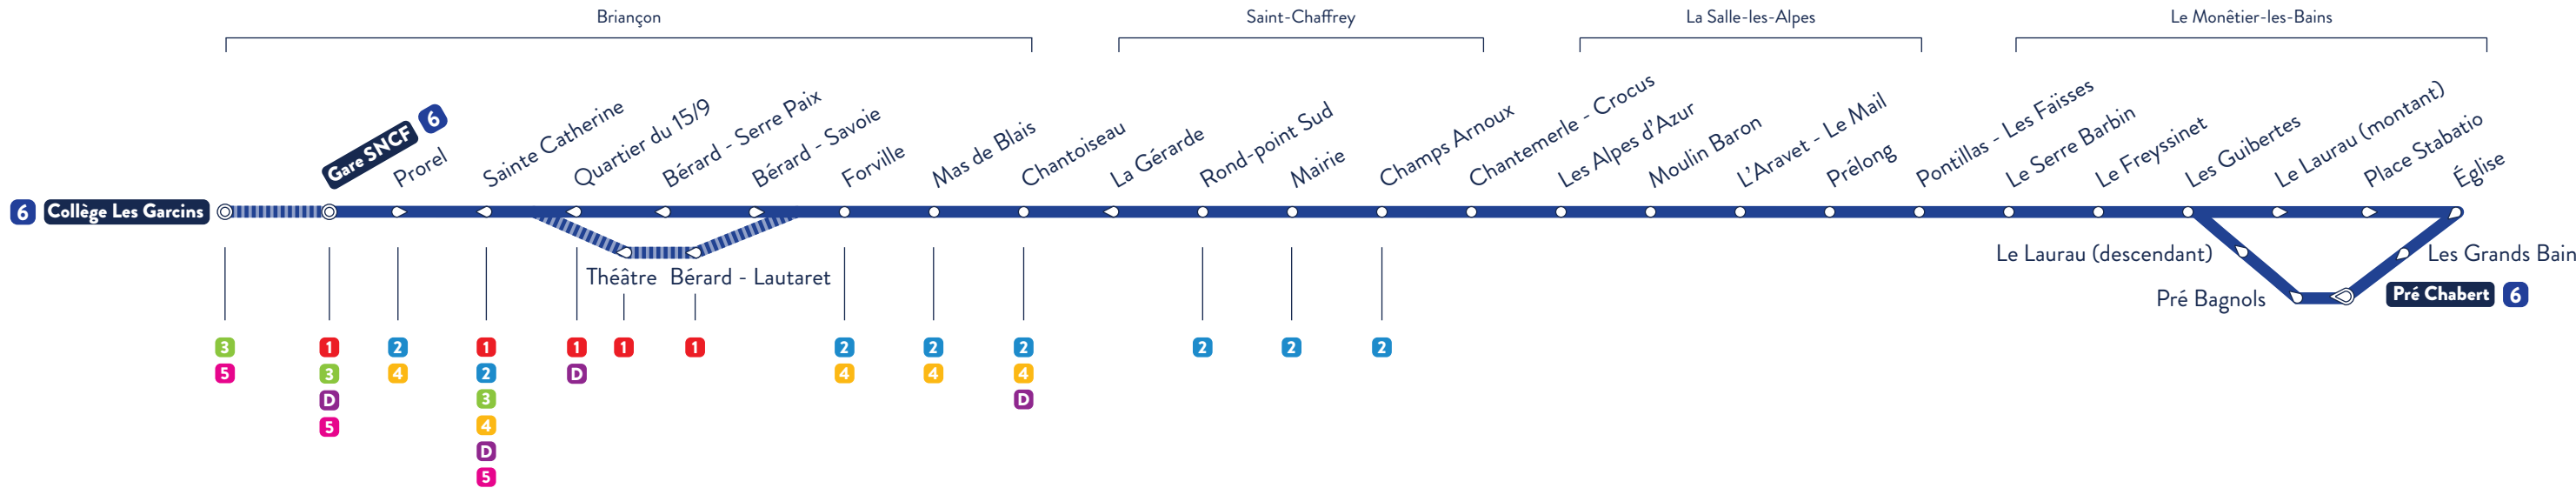 Briançon
Saint-Chaffrey
La Salle-les-Alpes
Le Monêtier-les-Bains
6 Collège Les Garcins
Gare SNCF 6
Prorel
Sainte Catherine
Quartier du 15/9
Bérard - Serre Paix
Bérard - Savoie
Forville
Mas de Blais
Chantoiseau
La Gérarde
Rond-point Sud
Mairie
Champs Arnoux
Chantemerle - Crocus
Les Alpes d'Azur
Moulin Baron
L'Aravet - Le Mail
Prélong
Pontillas - Les Faïsses
Le Serre Barbin
Le Freyssinet
Les Guibertes
Le Laurau (montant)
Place Stabatio
Église
Théâtre
Bérard - Lautaret
Le Laurau (descendant)
Les Grands Bain
Pré Bagnols
Pré Chabert 6
3 1 2 1 1 1 1 2 2 2 2 2 2
5 3 4 2 D 4 4 4
D 3 D
5 4
D
5